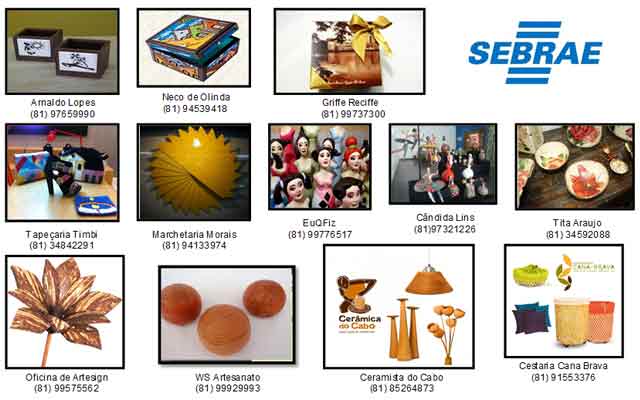 SEBRAE
Arnaldo Lopes
(81) 97659990
Neco de Olinda
(81) 94539418
Griffe Reciffe
(81) 99737300
Tapeçaria Timbi
(81) 34842291
Marchetaria Morais
(81) 94133974
EuQFiz
(81) 99776517
Cândida Lins
(81)97321226
Tita Araujo
(81) 34592088
Oficina de Artesign
(81) 99575562
WS Artesanato
(81) 99929993
Cerâmica
do Cabo
Ceramista do Cabo
(81) 85264873
CANA-BRAVA
Cestaria Cana Brava
(81) 91553376